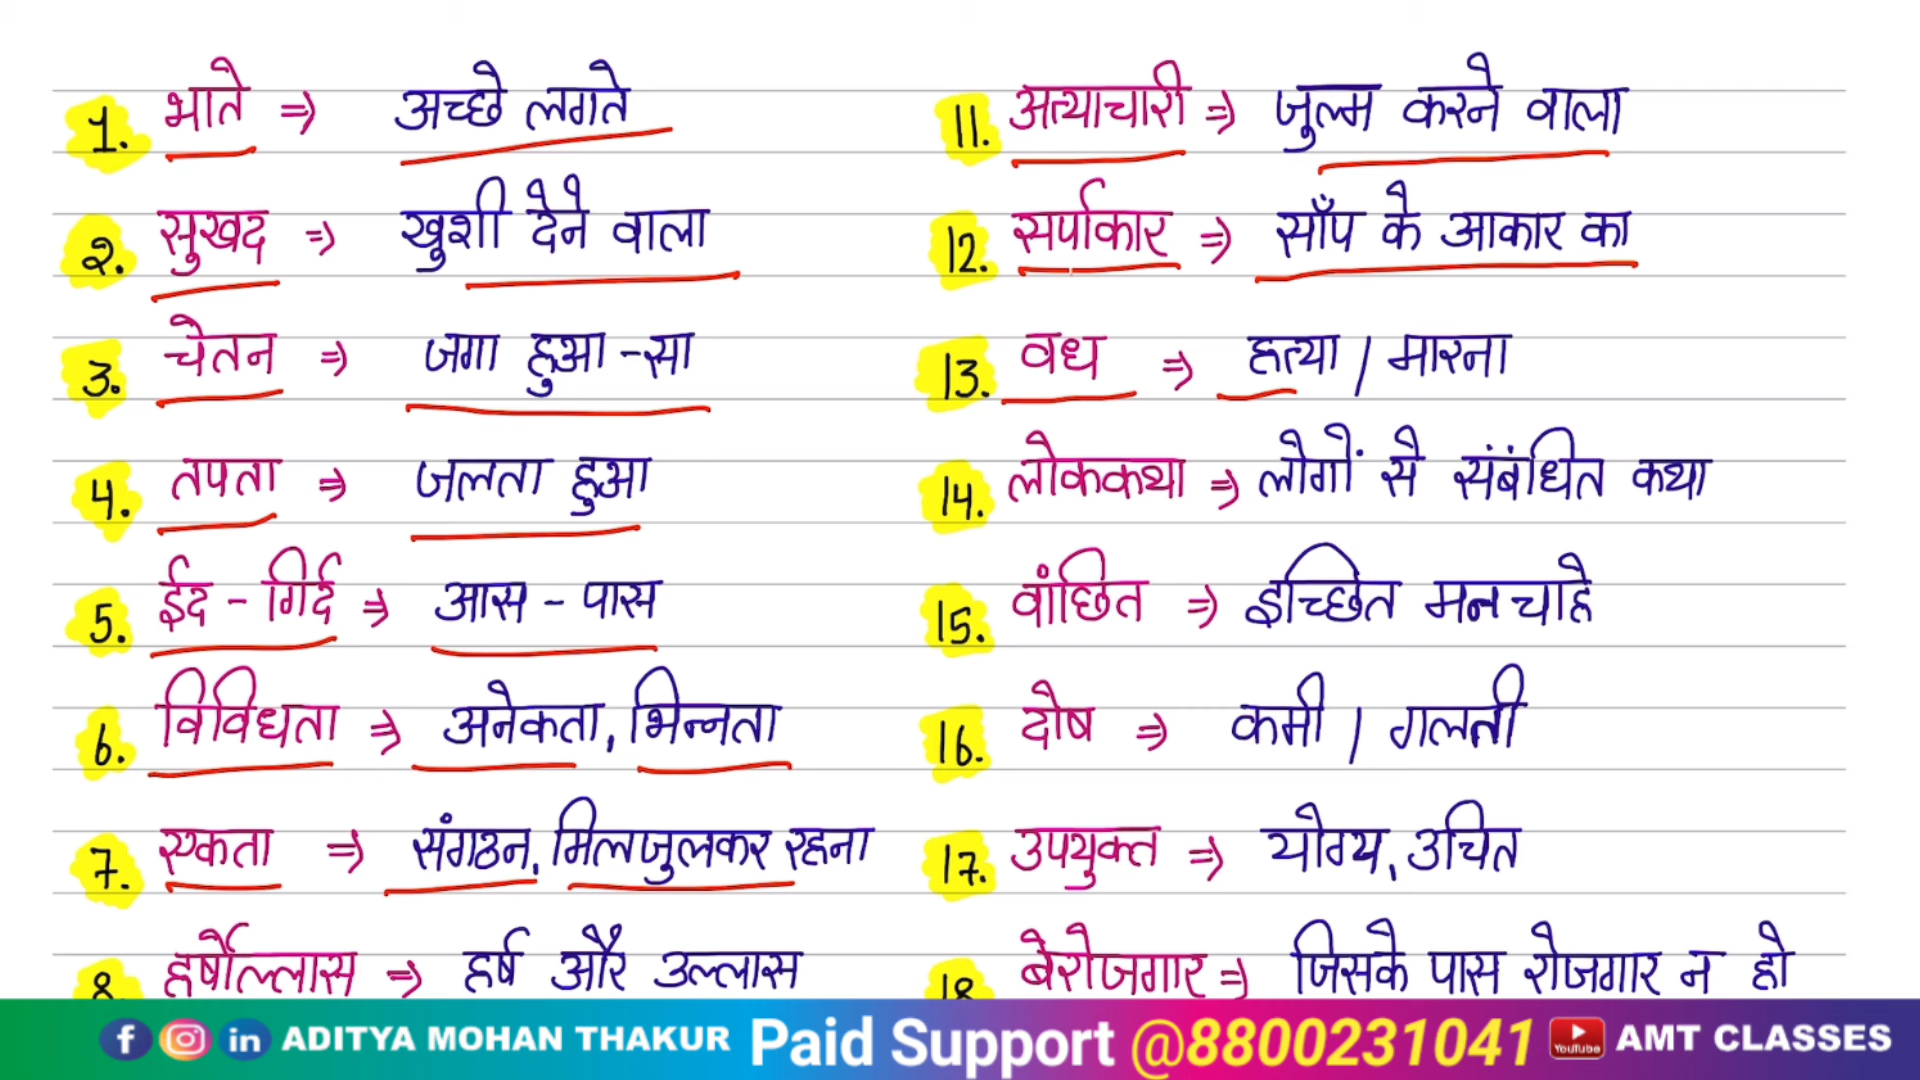 1. भाते ⇒ अच्छे लगते
2. सुखद ⇒ खुशी देने वाला
3. चेतन ⇒ जगा हुआ-सा
4. तपता ⇒ जलता हुआ
5. ईद-गिर्द ⇒ आस-पास
6. विविधता ⇒ अनेकता, भिन्नता
7. एकता ⇒ संगठन, मिलजुलकर रहना
8. हर्षोल्लास ⇒ हर्ष और उल्लास
11. अत्याचारी ⇒ जुल्म करने वाला
12. सर्पाकार ⇒ साँप के आकार का
13. वध ⇒ हत्या / मारना
14. लोककथा ⇒ लोगों से संबंधित कथा
15. वांछित ⇒ इच्छित मनचाहे
16. दोष ⇒ कमी / गलती
17. उपयुक्त ⇒ योग्य, उचित
18. बेरोजगार ⇒ जिसके पास रोजगार न हो
f in ADITYA MOHAN THAKUR Paid Support @8800231041 YouTube AMT CLASSES